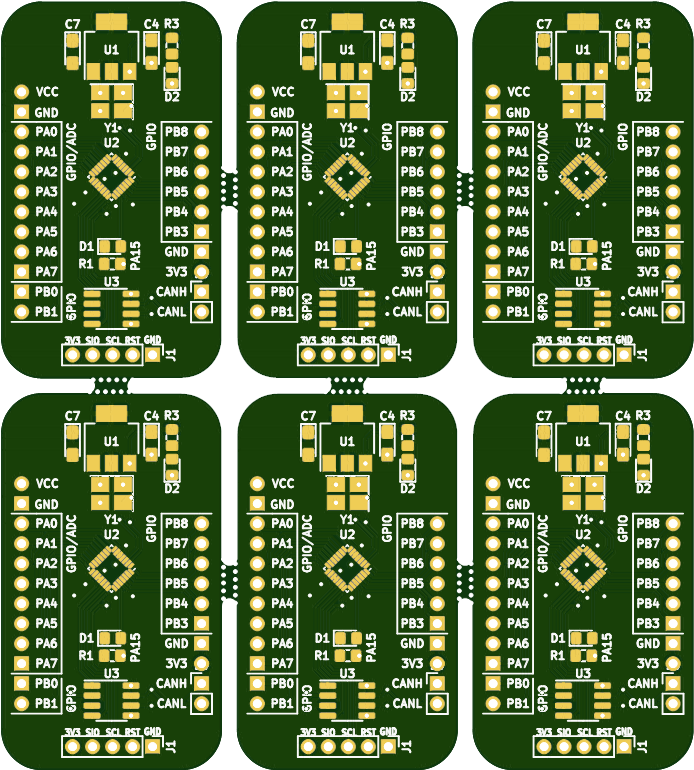 C7 U1 C4 R3 C7 U1 C4 R3 C7 U1 C4 R3
D2 D2 D2
VCC VCC VCC
GND GND GND
Y1 Y1 Y1
PA0 GPIO/ADC U2 GPIO PB8 PA0 GPIO/ADC U2 GPIO PB8 PA0 GPIO/ADC U2 GPIO PB8
PA1 PB7 PA1 PB7 PA1 PB7
PA2 PB6 PA2 PB6 PA2 PB6
PA3 PB5 PA3 PB5 PA3 PB5
PA4 PB4 PA4 PB4 PA4 PB4
PA5 PB3 PA5 PB3 PA5 PB3
PA6 D1 PA15 GND PA6 D1 PA15 GND PA6 D1 PA15 GND
PA7 R1 3V3 PA7 R1 3V3 PA7 R1 3V3
U3 U3 U3
PB0 GPIO CANH PB0 GPIO CANH PB0 GPIO CANH
PB1 CANL PB1 CANL PB1 CANL
3V3 SIO SCL RST GND J1 3V3 SIO SCL RST GND J1 3V3 SIO SCL RST GND J1
C7 U1 C4 R3 C7 U1 C4 R3 C7 U1 C4 R3
D2 D2 D2
VCC VCC VCC
GND GND GND
Y1 Y1 Y1
PA0 GPIO/ADC U2 GPIO PB8 PA0 GPIO/ADC U2 GPIO PB8 PA0 GPIO/ADC U2 GPIO PB8
PA1 PB7 PA1 PB7 PA1 PB7
PA2 PB6 PA2 PB6 PA2 PB6
PA3 PB5 PA3 PB5 PA3 PB5
PA4 PB4 PA4 PB4 PA4 PB4
PA5 PB3 PA5 PB3 PA5 PB3
PA6 D1 PA15 GND PA6 D1 PA15 GND PA6 D1 PA15 GND
PA7 R1 3V3 PA7 R1 3V3 PA7 R1 3V3
U3 U3 U3
PB0 GPIO CANH PB0 GPIO CANH PB0 GPIO CANH
PB1 CANL PB1 CANL PB1 CANL
3V3 SIO SCL RST GND J1 3V3 SIO SCL RST GND J1 3V3 SIO SCL RST GND J1